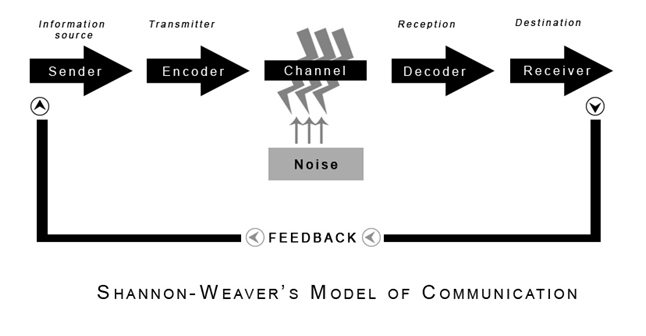 Information source
Transmitter
Reception
Destination
Sender
Encoder
Channel
Decoder
Receiver
Noise
FEEDBACK
SHANNON-WEAVER'S MODEL OF COMMUNICATION